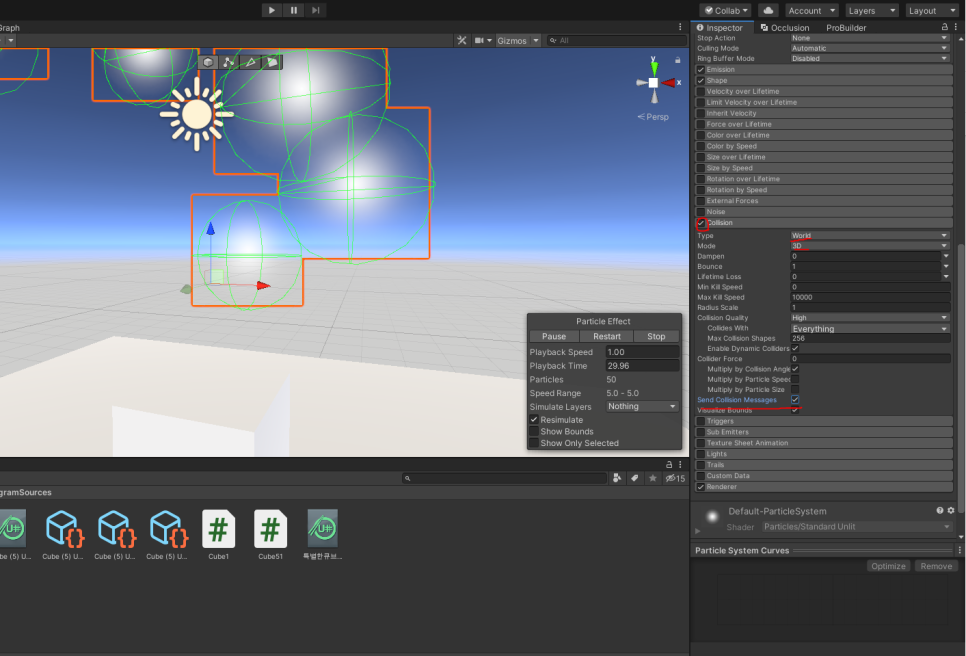 Collab
Account
Layers
Layout
Graph
Gizmos
All
y
x
Persp
Inspector
Occlusion
ProBuilder
Stop Action None
Culling Mode Automatic
Ring Buffer Mode Disabled
Emission
Shape
Velocity over Lifetime
Limit Velocity over Lifetime
Inherit Velocity
Force over Lifetime
Color over Lifetime
Color by Speed
Size over Lifetime
Size by Speed
Rotation over Lifetime
Rotation by Speed
External Forces
Noise
Collision
Type World
Mode 3D
Dampen 0
Bounce 1
Lifetime Loss 0
Min Kill Speed 0
Max Kill Speed 10000
Radius Scale 1
Collision Quality High
Collides With Everything
Max Collision Shapes 256
Enable Dynamic Colliders
Collider Force 0
Multiply by Collision Angle
Multiply by Particle Speed
Multiply by Particle Size
Send Collision Messages
Visualize Bounds
Triggers
Sub Emitters
Texture Sheet Animation
Lights
Trails
Custom Data
Renderer
Default-ParticleSystem
Shader Particles/Standard Unlit
Particle System Curves
Optimize Remove
Particle Effect
Pause Restart Stop
Playback Speed 1.00
Playback Time 29.96
Particles 50
Speed Range 5.0 - 5.0
Simulate Layers Nothing
Resimulate
Show Bounds
Show Only Selected
15
gramSources
be (5) U...
Cube (5) U...
Cube (5) U...
Cube (5) U...
Cube1
Cube51
특별한큐브...